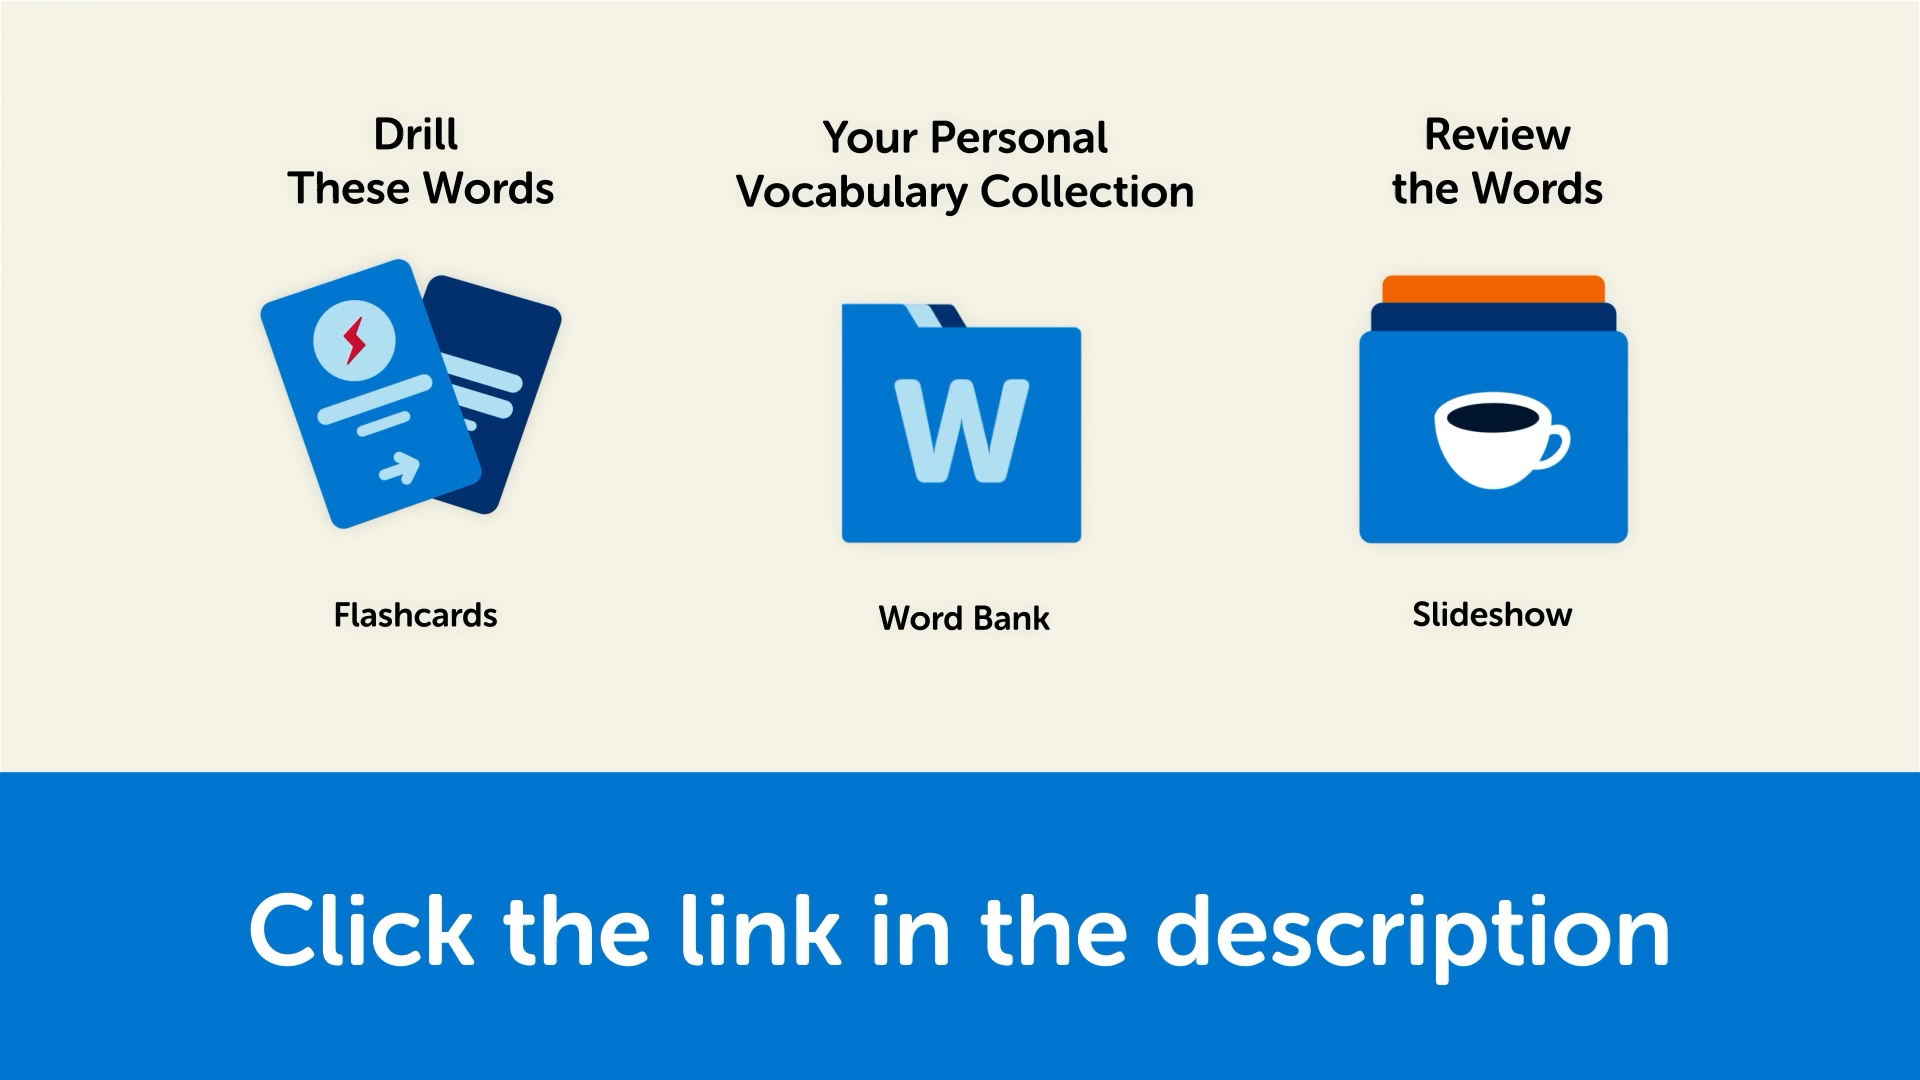 Drill
These Words
Your Personal
Vocabulary Collection
Review
the Words
W
Flashcards
Word Bank
Slideshow
Click the link in the description